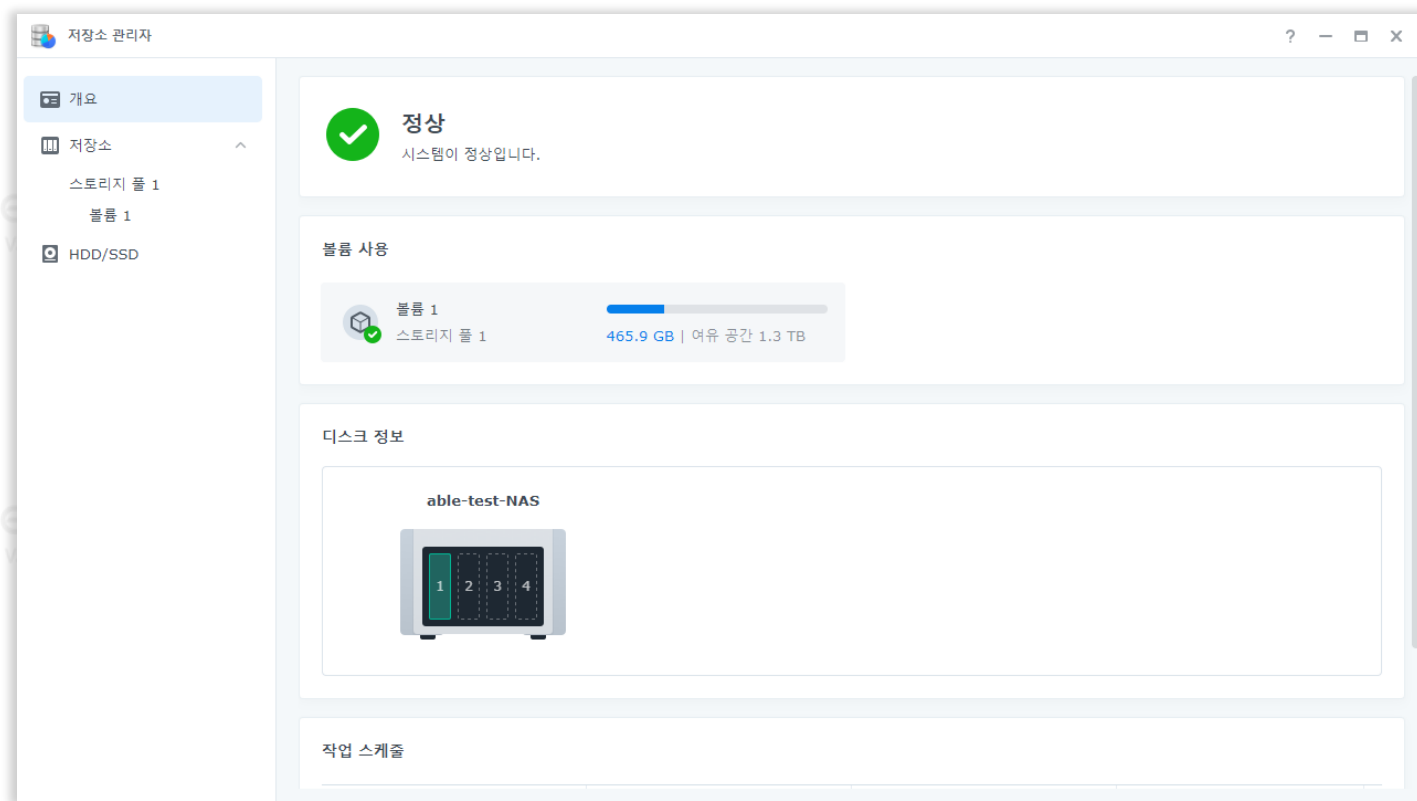 저장소 관리자
개요
저장소
스토리지 풀 1
볼륨 1
HDD/SSD
정상
시스템이 정상입니다.
볼륨 사용
볼륨 1
스토리지 풀 1
465.9 GB | 여유 공간 1.3 TB
디스크 정보
able-test-NAS
1 2 3 4
작업 스케줄